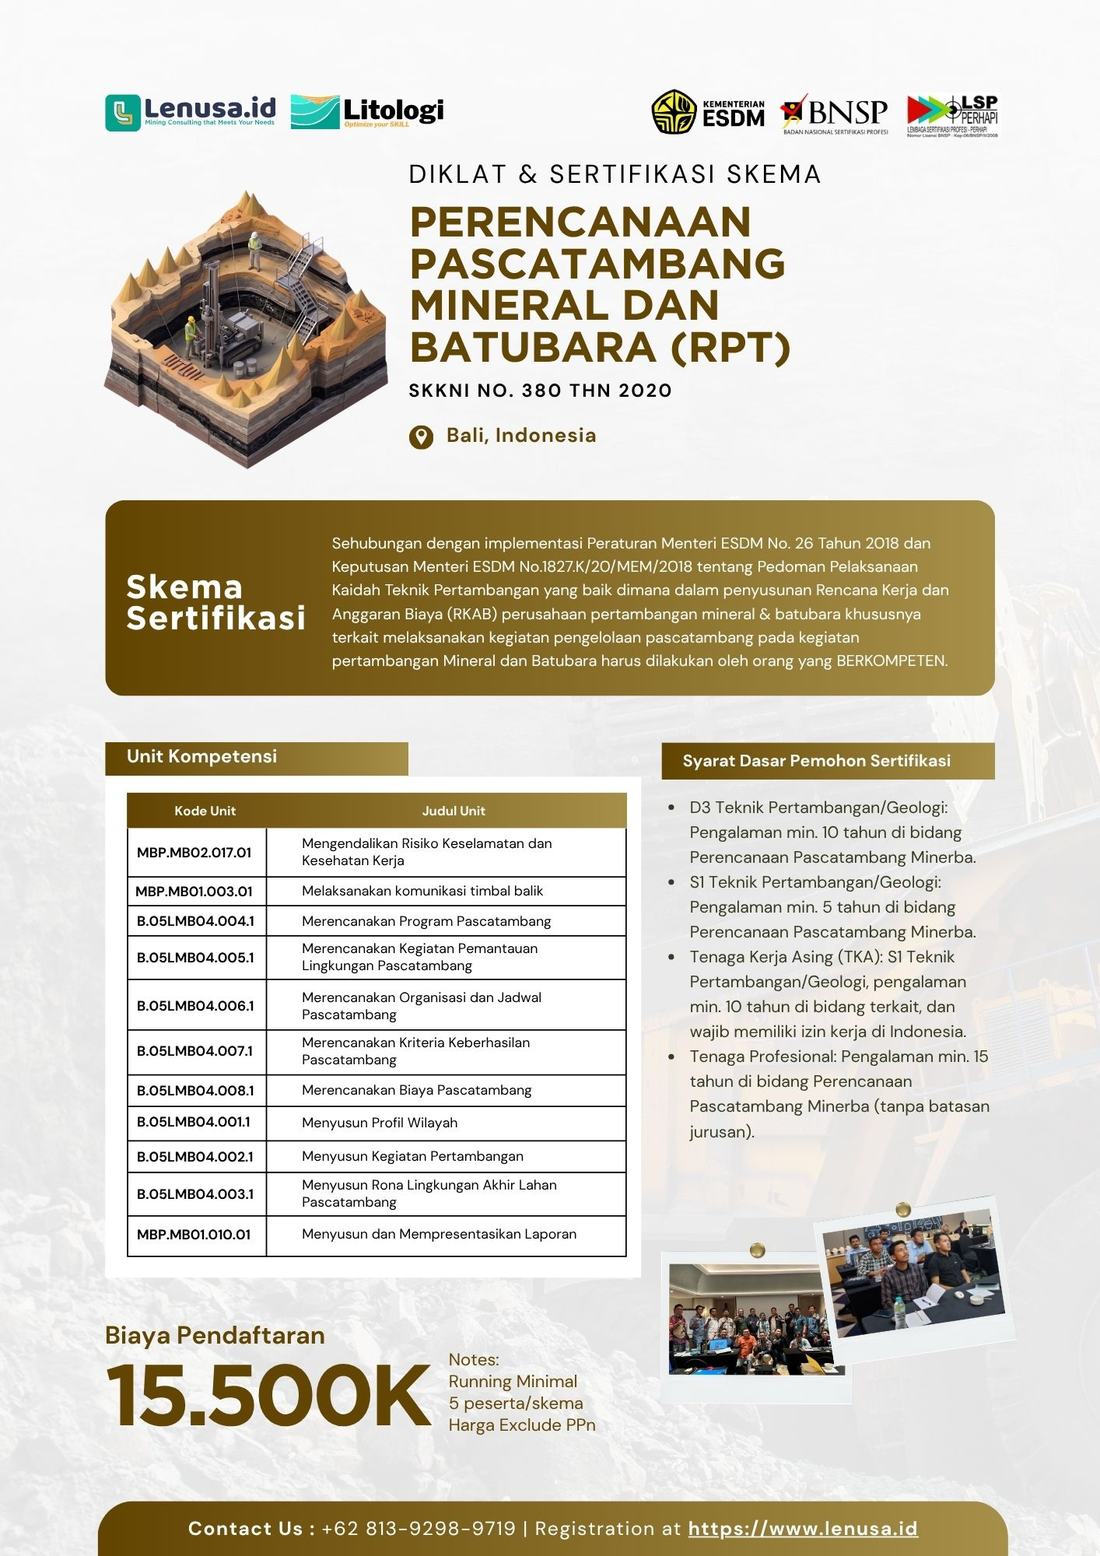 Lenusa.id
Mining Consulting that Meets Your Needs
Litologi
Optimize your SKILL
KEMENTERIAN
ESDM
BNSP
BADAN NASIONAL SERTIFIKASI PROFESI
LSP
PERHAPI
LEMBAGA SERTIFIKASI PROFESI - PERHAPI
DIKLAT & SERTIFIKASI SKEMA
PERENCANAAN
PASCATAMBANG
MINERAL DAN
BATUBARA (RPT)
SKKNI NO. 380 THN 2020
Bali, Indonesia
Skema
Sertifikasi
Sehubungan dengan implementasi Peraturan Menteri ESDM No. 26 Tahun 2018 dan
Keputusan Menteri ESDM No.1827.K/20/MEM/2018 tentang Pedoman Pelaksanaan
Kaidah Teknik Pertambangan yang baik dimana dalam penyusunan Rencana Kerja dan
Anggaran Biaya (RKAB) perusahaan pertambangan mineral & batubara khususnya
terkait melaksanakan kegiatan pengelolaan pascatambang pada kegiatan
pertambangan Mineral dan Batubara harus dilakukan oleh orang yang BERKOMPETEN.
Unit Kompetensi
Kode Unit Judul Unit
MBP.MB02.017.01 Mengendalikan Risiko Keselamatan dan
Kesehatan Kerja
MBP.MB01.003.01 Melaksanakan komunikasi timbal balik
B.05LMB04.004.1 Merencanakan Program Pascatambang
B.05LMB04.005.1 Merencanakan Kegiatan Pemantauan
Lingkungan Pascatambang
B.05LMB04.006.1 Merencanakan Organisasi dan Jadwal
Pascatambang
B.05LMB04.007.1 Merencanakan Kriteria Keberhasilan
Pascatambang
B.05LMB04.008.1 Merencanakan Biaya Pascatambang
B.05LMB04.001.1 Menyusun Profil Wilayah
B.05LMB04.002.1 Menyusun Kegiatan Pertambangan
B.05LMB04.003.1 Menyusun Rona Lingkungan Akhir Lahan
Pascatambang
MBP.MB01.010.01 Menyusun dan Mempresentasikan Laporan
Syarat Dasar Pemohon Sertifikasi
• D3 Teknik Pertambangan/Geologi:
Pengalaman min. 10 tahun di bidang
Perencanaan Pascatambang Minerba.
• S1 Teknik Pertambangan/Geologi:
Pengalaman min. 5 tahun di bidang
Perencanaan Pascatambang Minerba.
• Tenaga Kerja Asing (TKA): S1 Teknik
Pertambangan/Geologi, pengalaman
min. 10 tahun di bidang terkait, dan
wajib memiliki izin kerja di Indonesia.
• Tenaga Profesional: Pengalaman min. 15
tahun di bidang Perencanaan
Pascatambang Minerba (tanpa batasan
jurusan).
Biaya Pendaftaran
15.500K
Notes:
Running Minimal
5 peserta/skema
Harga Exclude PPn
Contact Us : +62 813-9298-9719 | Registration at https://www.lenusa.id